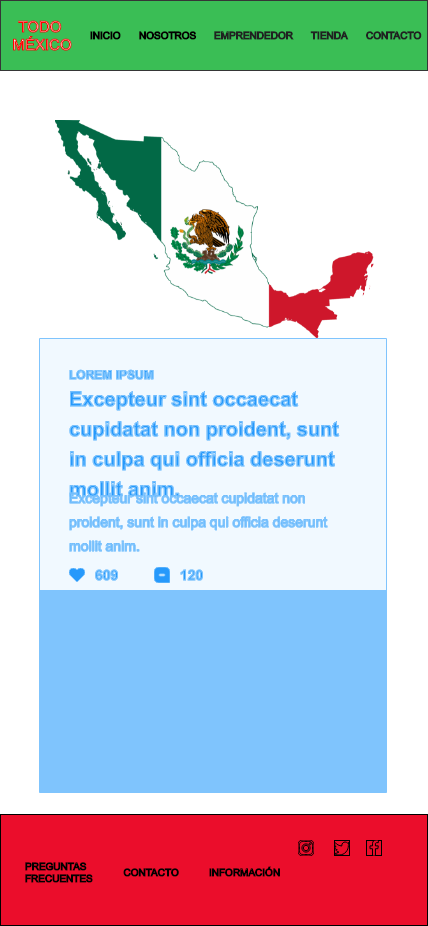 TODO
MÉXICO
INICIO NOSOTROS EMPRENDEDOR TIENDA CONTACTO
LOREM IPSUM
Excepteur sint occaecat
cupidatat non proident, sunt
in culpa qui officia deserunt
mollit anim.
Excepteur sint occaecat cupidatat non
proident, sunt in culpa qui officia deserunt
mollit anim.
609 120
PREGUNTAS
FRECUENTES
CONTACTO INFORMACIÓN